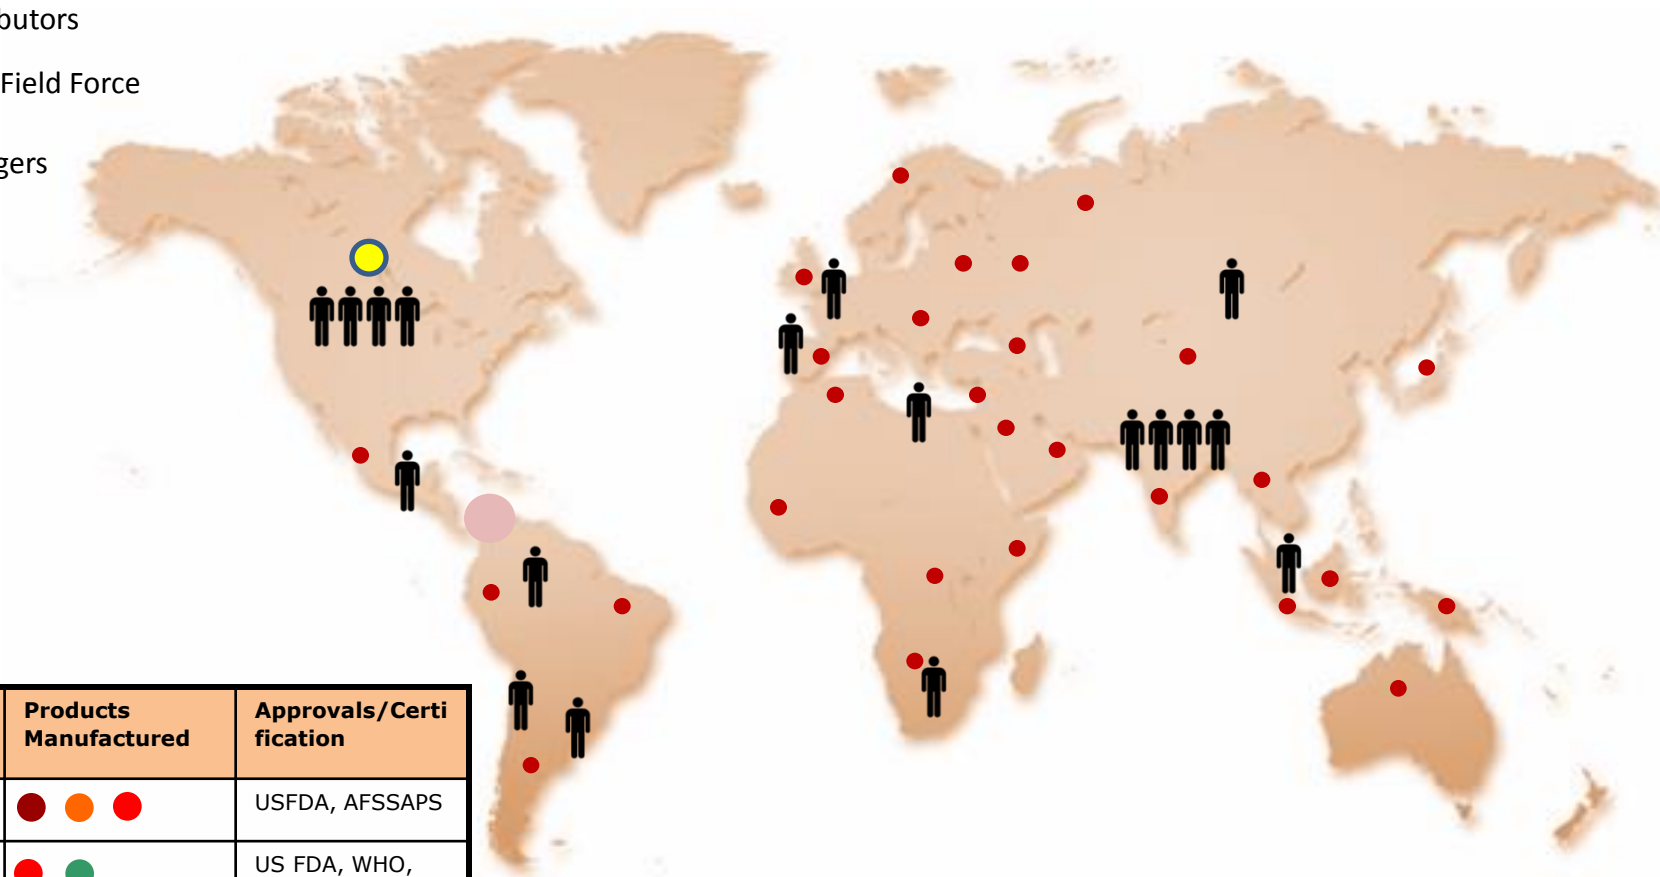 butors
Field Force
gers
Products
Manufactured
Approvals/Certi
fication
USFDA, AFSSAPS
US FDA, WHO,